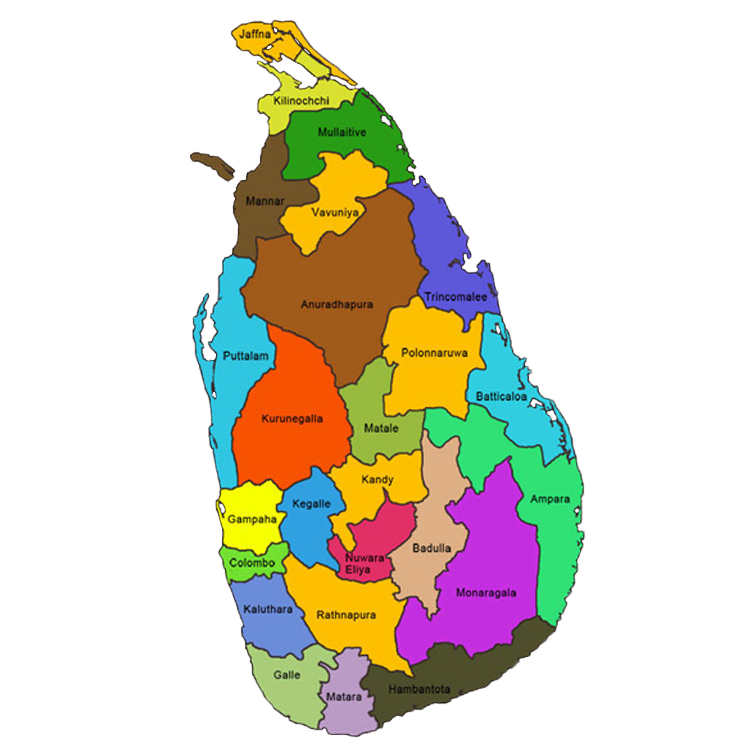 Jaffna
Kilinochchi
Mullaitive
Mannar
Vavuniya
Anuradhapura
Trincomalee
Puttalam
Polonnaruwa
Batticaloa
Kurunegalla
Matale
Kandy
Ampara
Kegalle
Gampaha
Badulla
Nuwara
Eliya
Colombo
Monaragala
Kaluthara
Rathnapura
Galle
Matara
Hambantota